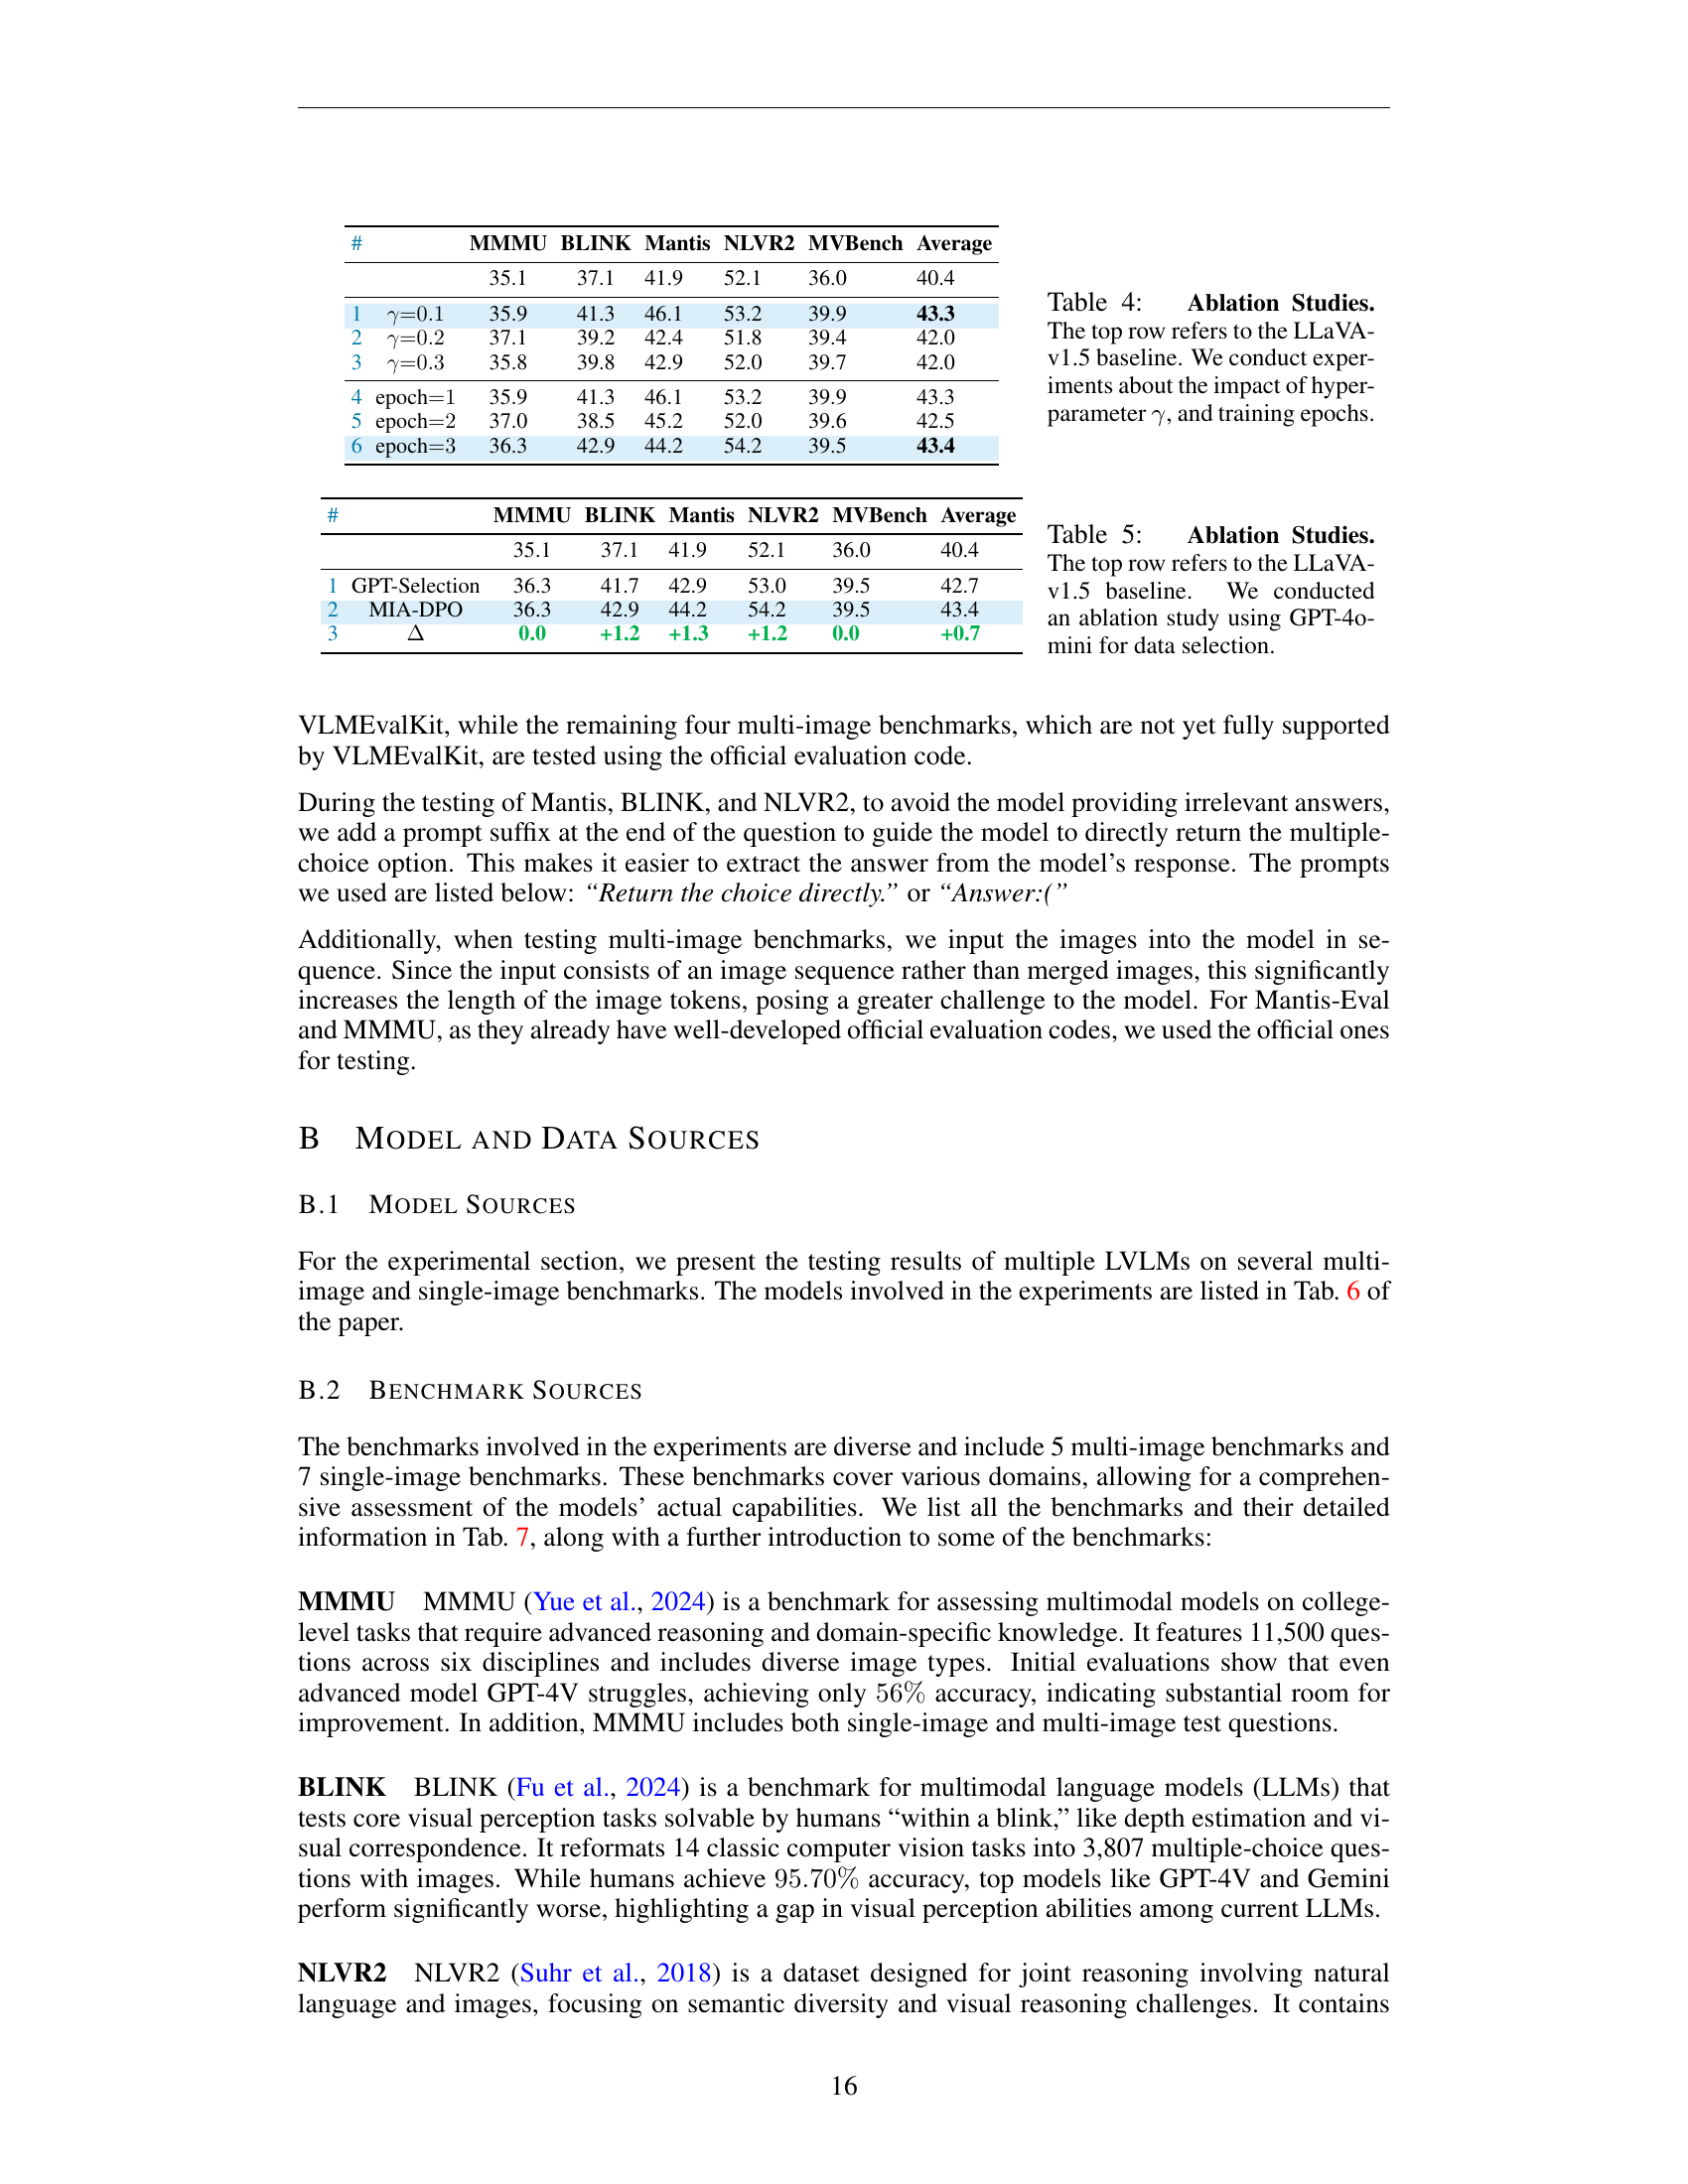 # MMMU BLINK Mantis NLVR2 MVBench Average
35.1 37.1 41.9 52.1 36.0 40.4
1 γ=0.1 35.9 41.3 46.1 53.2 39.9 43.3
2 γ=0.2 37.1 39.2 42.4 51.8 39.4 42.0
3 γ=0.3 35.8 39.8 42.9 52.0 39.7 42.0
4 epoch=1 35.9 41.3 46.1 53.2 39.9 43.3
5 epoch=2 37.0 38.5 45.2 52.0 39.6 42.5
6 epoch=3 36.3 42.9 44.2 54.2 39.5 43.4
Table 4: Ablation Studies.
The top row refers to the LLaVA-
v1.5 baseline. We conduct exper-
iments about the impact of hyper-
parameter γ, and training epochs.
# MMMU BLINK Mantis NLVR2 MVBench Average
35.1 37.1 41.9 52.1 36.0 40.4
1 GPT-Selection 36.3 41.7 42.9 53.0 39.5 42.7
2 MIA-DPO 36.3 42.9 44.2 54.2 39.5 43.4
3 Δ 0.0 +1.2 +1.3 +1.2 0.0 +0.7
Table 5: Ablation Studies.
The top row refers to the LLaVA-
v1.5 baseline. We conducted
an ablation study using GPT-4o-
mini for data selection.
VLMEvalKit, while the remaining four multi-image benchmarks, which are not yet fully supported
by VLMEvalKit, are tested using the official evaluation code.
During the testing of Mantis, BLINK, and NLVR2, to avoid the model providing irrelevant answers,
we add a prompt suffix at the end of the question to guide the model to directly return the multiple-
choice option. This makes it easier to extract the answer from the model's response. The prompts
we used are listed below: “Return the choice directly.” or “Answer:(”
Additionally, when testing multi-image benchmarks, we input the images into the model in se-
quence. Since the input consists of an image sequence rather than merged images, this significantly
increases the length of the image tokens, posing a greater challenge to the model. For Mantis-Eval
and MMMU, as they already have well-developed official evaluation codes, we used the official ones
for testing.
B MODEL AND DATA SOURCES
B.1 MODEL SOURCES
For the experimental section, we present the testing results of multiple LVLMs on several multi-
image and single-image benchmarks. The models involved in the experiments are listed in Tab. 6 of
the paper.
B.2 BENCHMARK SOURCES
The benchmarks involved in the experiments are diverse and include 5 multi-image benchmarks and
7 single-image benchmarks. These benchmarks cover various domains, allowing for a comprehen-
sive assessment of the models' actual capabilities. We list all the benchmarks and their detailed
information in Tab. 7, along with a further introduction to some of the benchmarks:
MMMU MMMU (Yue et al., 2024) is a benchmark for assessing multimodal models on college-
level tasks that require advanced reasoning and domain-specific knowledge. It features 11,500 ques-
tions across six disciplines and includes diverse image types. Initial evaluations show that even
advanced model GPT-4V struggles, achieving only 56% accuracy, indicating substantial room for
improvement. In addition, MMMU includes both single-image and multi-image test questions.
BLINK BLINK (Fu et al., 2024) is a benchmark for multimodal language models (LLMs) that
tests core visual perception tasks solvable by humans “within a blink,” like depth estimation and vi-
sual correspondence. It reformats 14 classic computer vision tasks into 3,807 multiple-choice ques-
tions with images. While humans achieve 95.70% accuracy, top models like GPT-4V and Gemini
perform significantly worse, highlighting a gap in visual perception abilities among current LLMs.
NLVR2 NLVR2 (Suhr et al., 2018) is a dataset designed for joint reasoning involving natural
language and images, focusing on semantic diversity and visual reasoning challenges. It contains
16